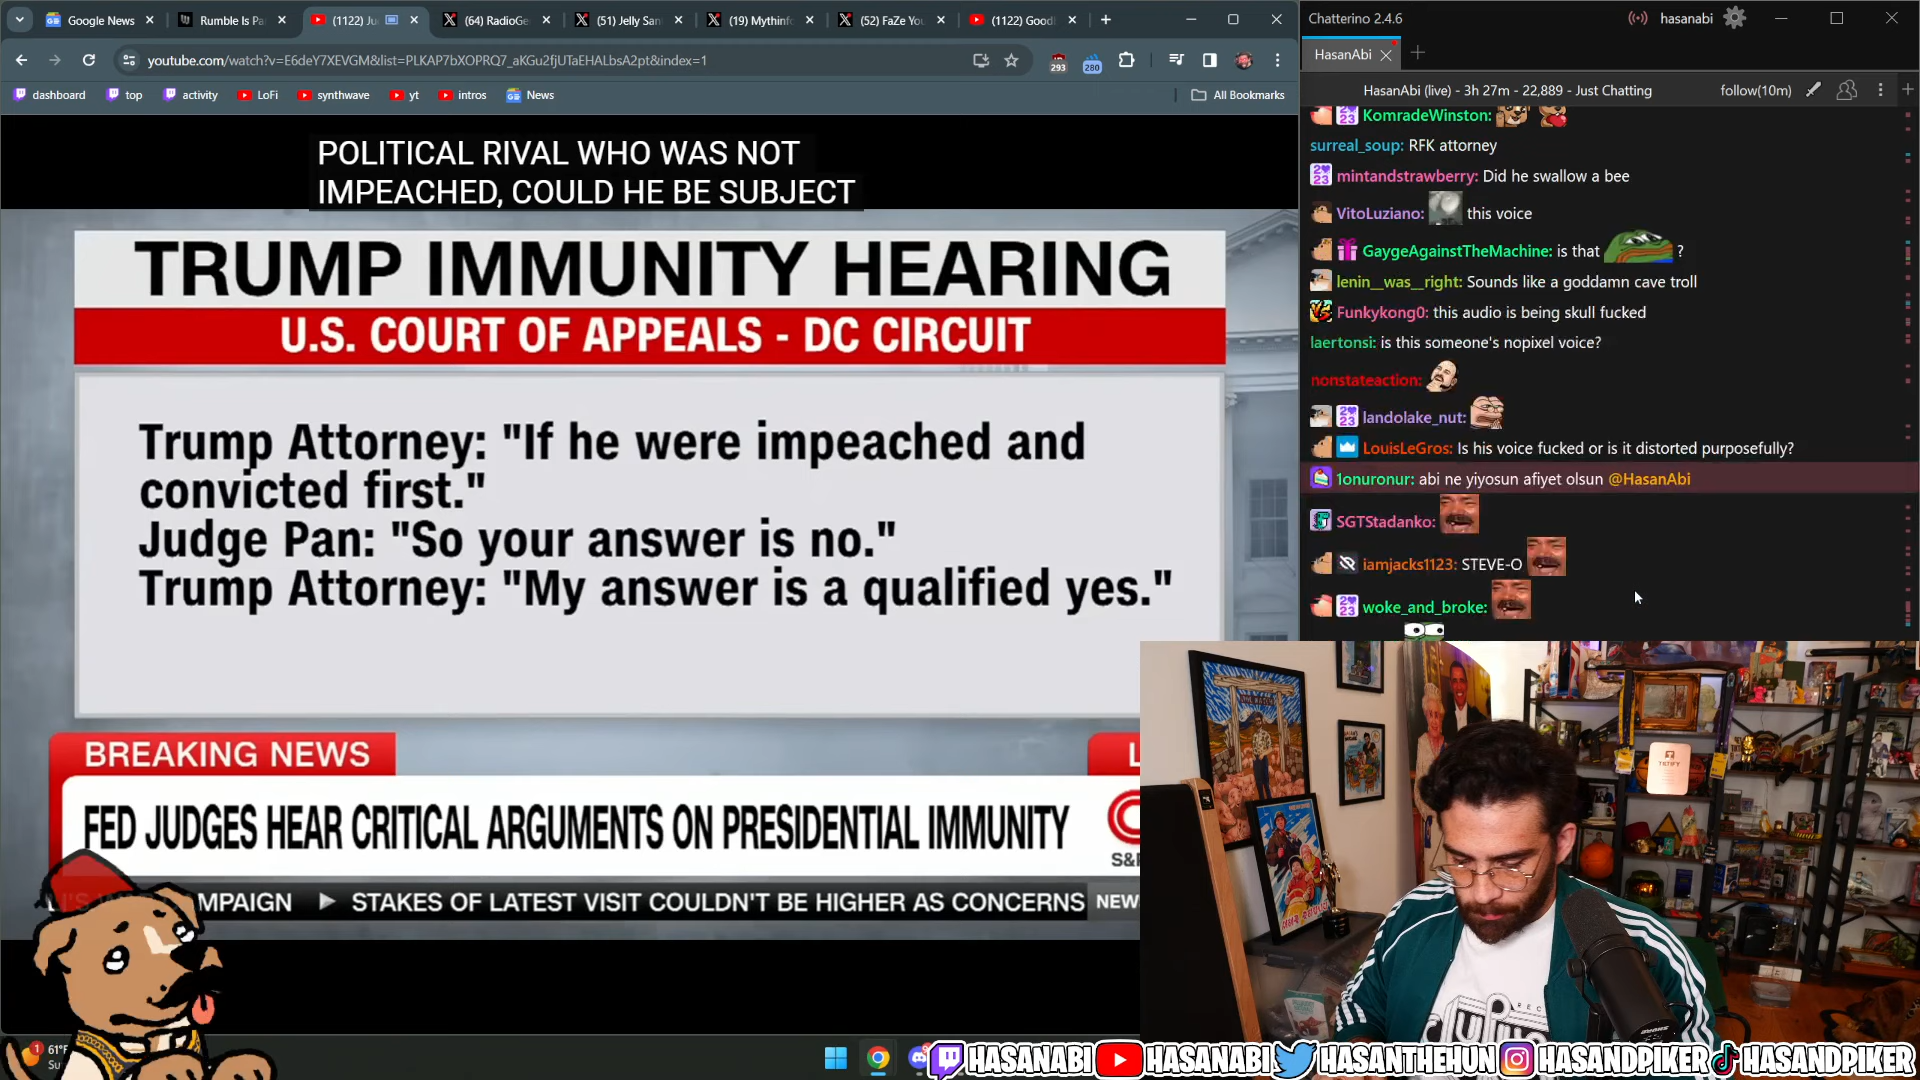 Google News
Rumble Is Pa
(1122) Ju
(64) RadioGe
(51) Jelly San
(19) Mythinfo
(52) FaZe You
(1122) Good
youtube.com/watch?v=E6deY7XEVGM&list=PLKAP7bXOPRQ7_aKGu2fjUTaEHALbsA2pt&index=1
293
280
dashboard
top
activity
LoFi
synthwave
yt
intros
News
All Bookmarks
POLITICAL RIVAL WHO WAS NOT
IMPEACHED, COULD HE BE SUBJECT
TRUMP IMMUNITY HEARING
U.S. COURT OF APPEALS - DC CIRCUIT
Trump Attorney: "If he were impeached and
convicted first."
Judge Pan: "So your answer is no."
Trump Attorney: "My answer is a qualified yes."
BREAKING NEWS
FED JUDGES HEAR CRITICAL ARGUMENTS ON PRESIDENTIAL IMMUNITY
MPAIGN
STAKES OF LATEST VISIT COULDN'T BE HIGHER AS CONCERNS
NEW
61°F
Chatterino 2.4.6
hasanabi
HasanAbi
HasanAbi (live) - 3h 27m - 22,889 - Just Chatting
follow(10m)
KomradeWinston:
surreal_soup: RFK attorney
mintandstrawberry: Did he swallow a bee
VitoLuziano: this voice
GaygeAgainstTheMachine: is that ?
lenin__was__right: Sounds like a goddamn cave troll
Funkykong0: this audio is being skull fucked
laertonsi: is this someone's nopixel voice?
nonstateaction:
landolake_nut:
LouisLeGros: Is his voice fucked or is it distorted purposefully?
1onuronur: abi ne yiyosun afiyet olsun @HasanAbi
SGTStadanko:
iamjacks1123: STEVE-O
woke_and_broke:
HASANABI
HASANABI
HASANTHEHUN
HASANDPIKER
HASANDPIKER